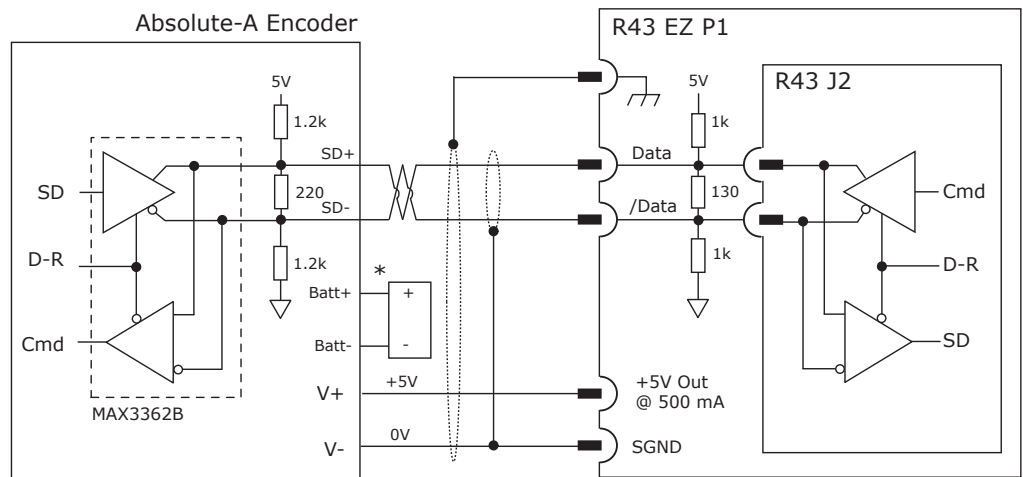 Absolute-A Encoder
R43 EZ P1
R43 J2
5V
1.2k
SD+
220
SD-
1.2k
SD
D-R
Cmd
MAX3362B
*
Batt+
+
Batt-
-
V+
+5V
V-
0V
5V
1k
Data
130
/Data
1k
+5V Out
@ 500 mA
SGND
Cmd
D-R
SD